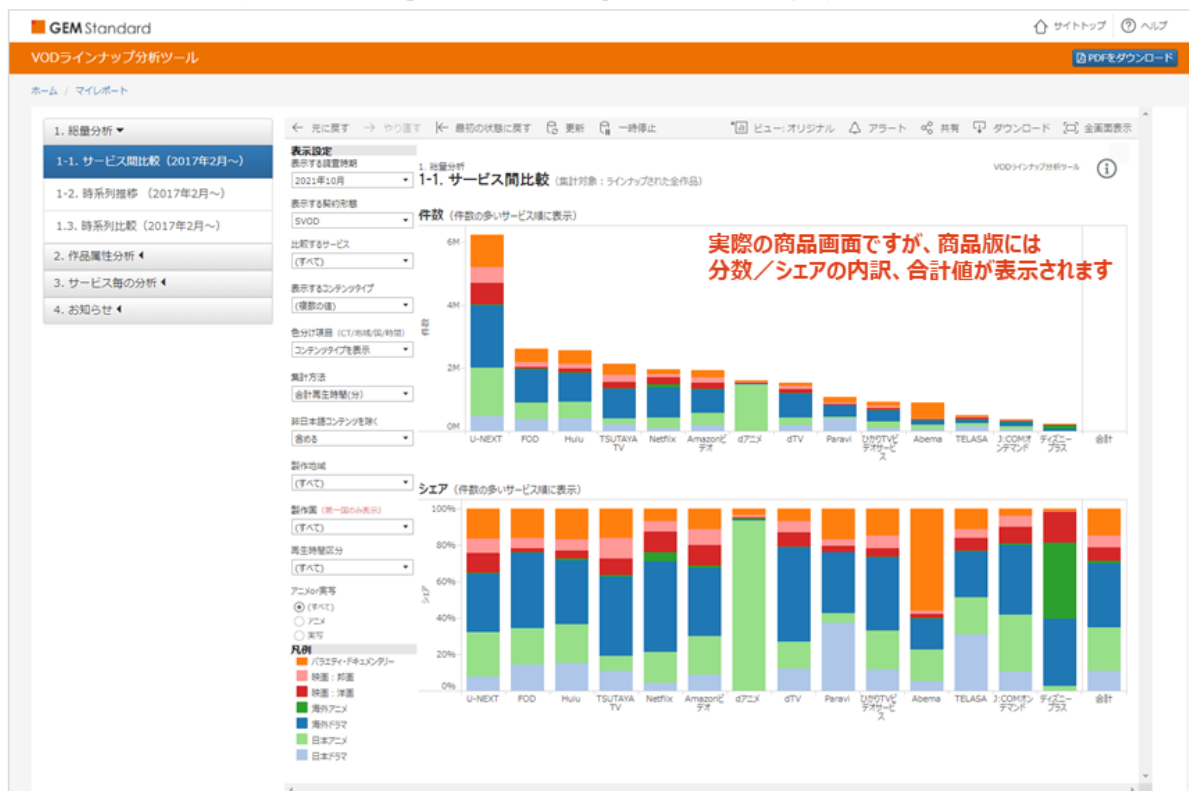 GEM Standard
サイトトップ
ヘルプ
VODラインナップ分析ツール
PDFをダウンロード
ホーム / マイレポート
1. 総量分析▼
1-1. サービス間比較（2017年2月～）
1-2. 時系列推移 （2017年2月～）
1.3. 時系列比較（2017年2月～）
2. 作品属性分析
3. サービス毎の分析
4. お知らせ
← 元に戻す → やり直す 最初の状態に戻す 更新 一時停止
ビュー:オリジナル アラート 共有 ダウンロード 全画面表示
表示設定
表示する調査時期
2021年10月
表示する契約形態
SVOD
比較するサービス
(すべて)
表示するコンテンツタイプ
(複数の値)
色分け項目（CT/地域/国/時間）
コンテンツタイプを表示
集計方法
合計再生時間(分)
非日本語コンテンツを除く
含める
製作地域
(すべて)
製作国（第一国のみ表示）
(すべて)
再生時間区分
(すべて)
アニメor実写
(すべて)
アニメ
実写
凡例
バラエティ・ドキュメンタリー
映画：邦画
映画：洋画
海外アニメ
海外ドラマ
日本アニメ
日本ドラマ
1. 総量分析
1-1. サービス間比較（集計対象：ラインナップされた全作品）
VODラインナップ分析ツール
件数（件数の多いサービス順に表示）
実際の商品画面ですが、商品版には
分数／シェアの内訳、合計値が表示されます
6M
4M
2M
0M
件数
U-NEXT FOD Hulu TSUTAYA TV Netflix Amazonビデオ dアニメ dTV Paravi ひかりTVビデオサービス Abema TELASA J:COMオンデマンド ディズニープラス 合計
シェア（件数の多いサービス順に表示）
100%
80%
60%
40%
20%
0%
シェア
U-NEXT FOD Hulu TSUTAYA TV Netflix Amazonビデオ dアニメ dTV Paravi ひかりTVビデオサービス Abema TELASA J:COMオンデマンド ディズニープラス 合計